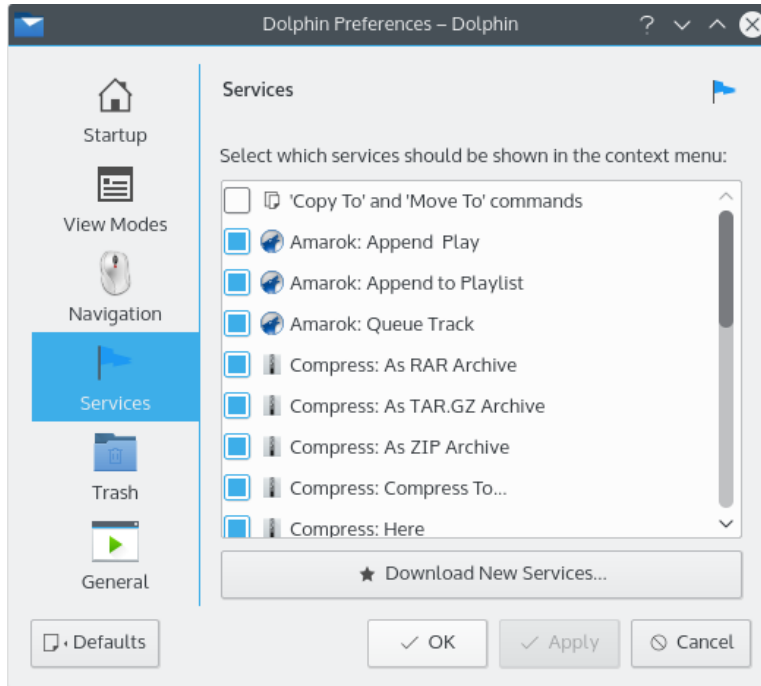 Dolphin Preferences – Dolphin
Startup
View Modes
Navigation
Services
Trash
General
Services
Select which services should be shown in the context menu:
'Copy To' and 'Move To' commands
Amarok: Append  Play
Amarok: Append to Playlist
Amarok: Queue Track
Compress: As RAR Archive
Compress: As TAR.GZ Archive
Compress: As ZIP Archive
Compress: Compress To...
Compress: Here
Download New Services...
Defaults
OK
Apply
Cancel